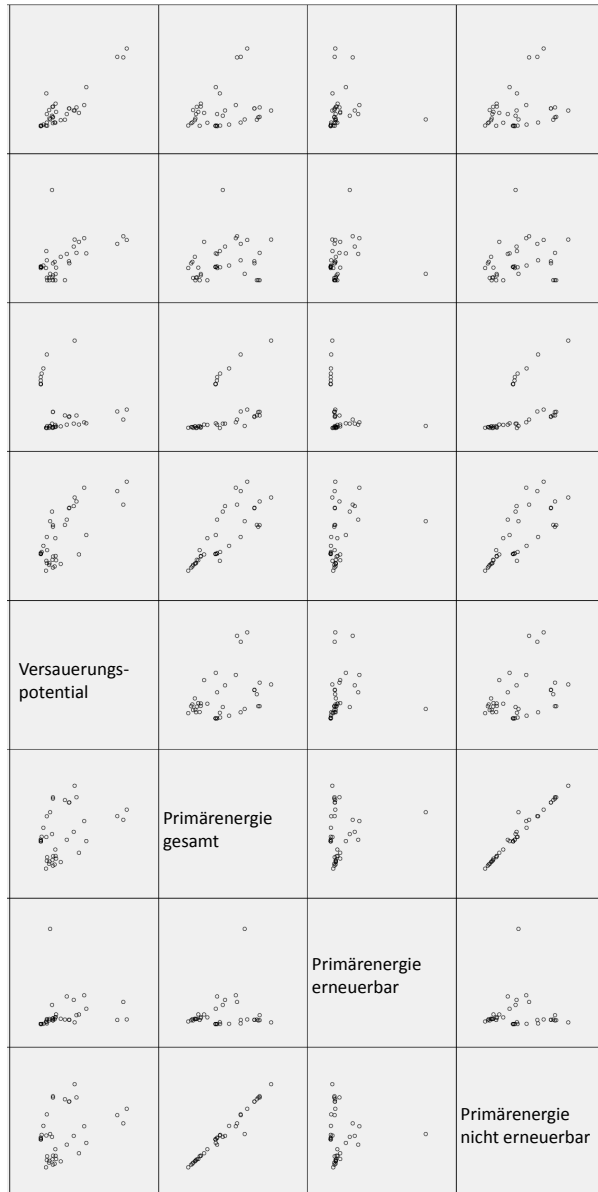 Versauerungs-
potential
Primärenergie
gesamt
Primärenergie
erneuerbar
Primärenergie
nicht erneuerbar